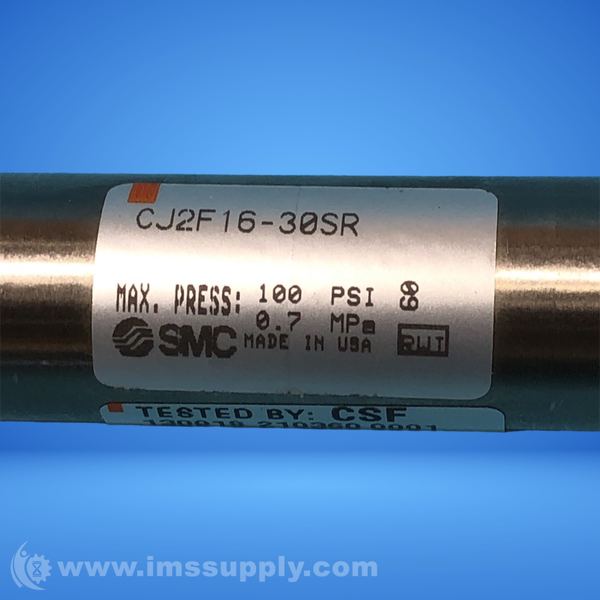 CJ2F16-30SR
MAX. PRESS: 100 PSI
0.7 MPa
SMC MADE IN USA
RWT
TESTED BY: CSF
www.imssupply.com